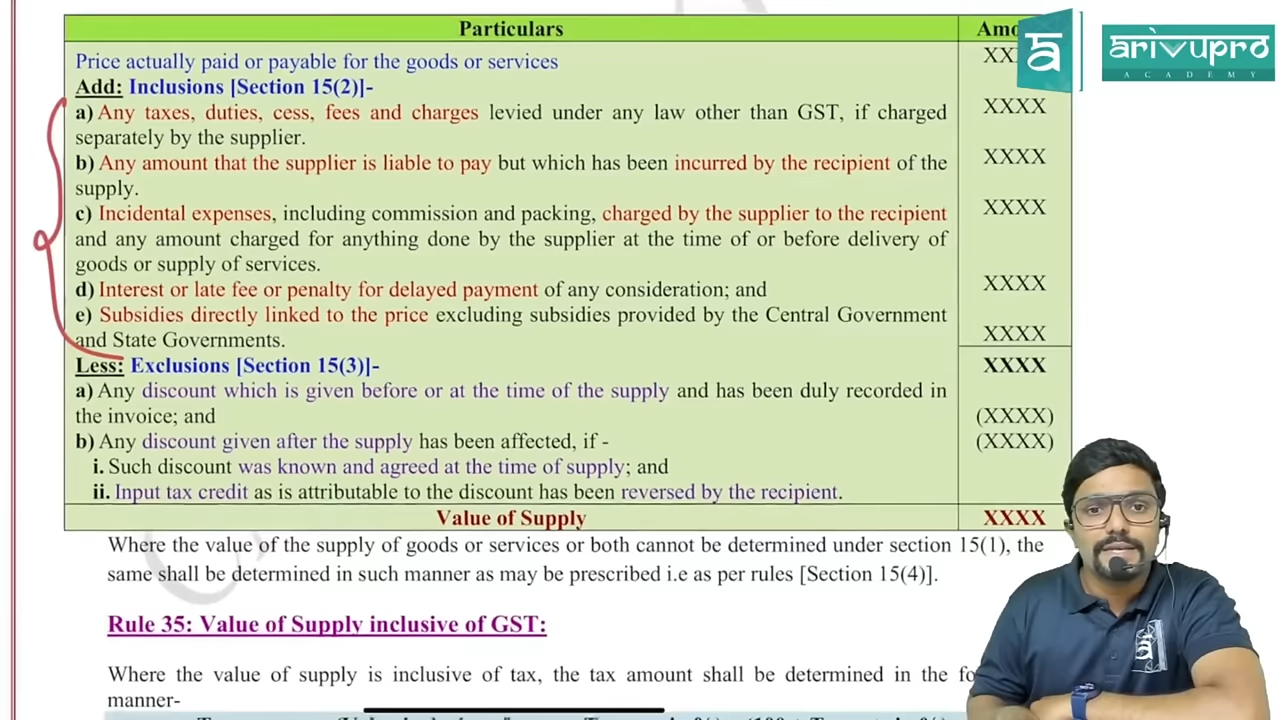 Particulars
Price actually paid or payable for the goods or services
Add: Inclusions [Section 15(2)]-
XXXX
a) Any taxes, duties, cess, fees and charges levied under any law other than GST, if charged
separately by the supplier.
XXXX
b) Any amount that the supplier is liable to pay but which has been incurred by the recipient of the
supply.
XXXX
c) Incidental expenses, including commission and packing, charged by the supplier to the recipient
and any amount charged for anything done by the supplier at the time of or before delivery of
goods or supply of services.
XXXX
d) Interest or late fee or penalty for delayed payment of any consideration; and
XXXX
e) Subsidies directly linked to the price excluding subsidies provided by the Central Government
and State Governments.
XXXX
Less: Exclusions [Section 15(3)]-
XXXX
a) Any discount which is given before or at the time of the supply and has been duly recorded in
the invoice; and
(XXXX)
b) Any discount given after the supply has been affected, if -
(XXXX)
i. Such discount was known and agreed at the time of supply; and
ii. Input tax credit as is attributable to the discount has been reversed by the recipient.
Value of Supply
XXXX
Where the value of the supply of goods or services or both cannot be determined under section 15(1), the
same shall be determined in such manner as may be prescribed i.e as per rules [Section 15(4)].
Rule 35: Value of Supply inclusive of GST:
Where the value of supply is inclusive of tax, the tax amount shall be determined in the
manner-
arivupro
ACADEMY